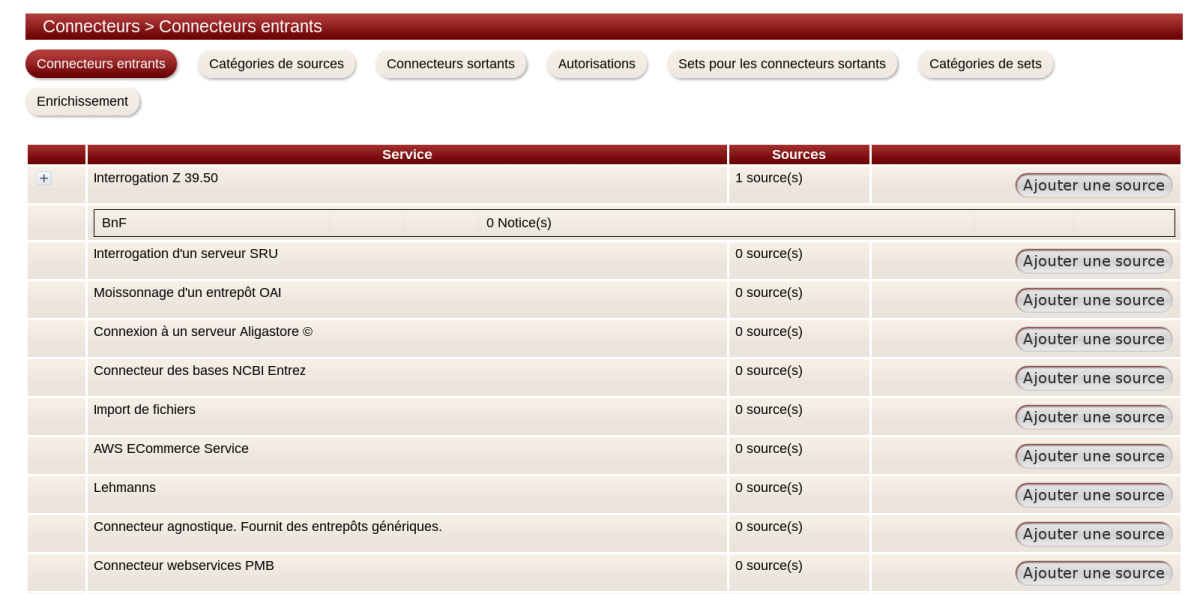 Connecteurs > Connecteurs entrants
Connecteurs entrants Catégories de sources Connecteurs sortants Autorisations Sets pour les connecteurs sortants Catégories de sets
Enrichissement
Service Sources
Interrogation Z 39.50 1 source(s) Ajouter une source
BnF 0 Notice(s)
Interrogation d'un serveur SRU 0 source(s) Ajouter une source
Moissonnage d'un entrepôt OAI 0 source(s) Ajouter une source
Connexion à un serveur Aligastore © 0 source(s) Ajouter une source
Connecteur des bases NCBI Entrez 0 source(s) Ajouter une source
Import de fichiers 0 source(s) Ajouter une source
AWS ECommerce Service 0 source(s) Ajouter une source
Lehmanns 0 source(s) Ajouter une source
Connecteur agnostique. Fournit des entrepôts génériques. 0 source(s) Ajouter une source
Connecteur webservices PMB 0 source(s) Ajouter une source